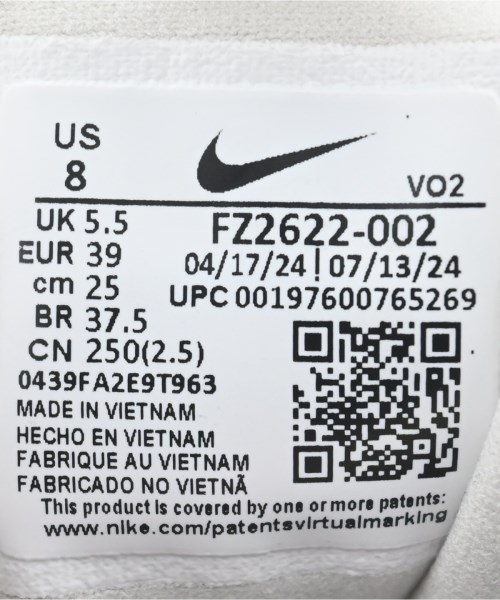 US
8
VO2
UK 5.5
EUR 39
cm 25
BR 37.5
CN 250(2.5)
FZ2622-002
04/17/24 | 07/13/24
UPC 00197600765269
0439FA2E9T963
MADE IN VIETNAM
HECHO EN VIETNAM
FABRIQUE AU VIETNAM
FABRICADO NO VIETNÃ
This product is covered by one or more patents:
www.nike.com/patentsvirtualmarking